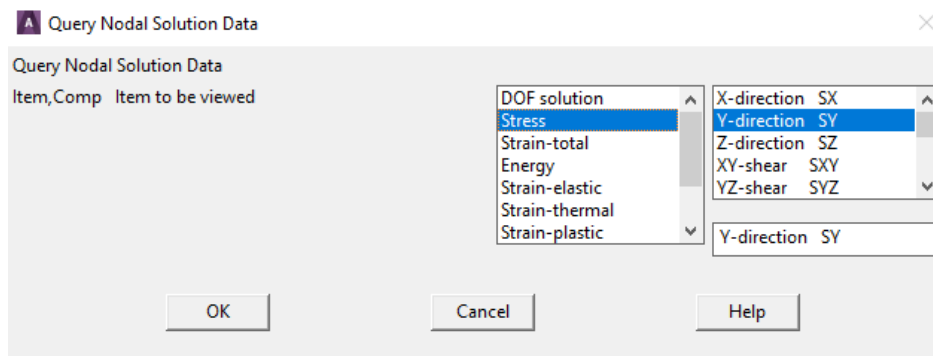 A Query Nodal Solution Data
Query Nodal Solution Data
Item,Comp Item to be viewed
DOF solution
Stress
Strain-total
Energy
Strain-elastic
Strain-thermal
Strain-plastic
X-direction SX
Y-direction SY
Z-direction SZ
XY-shear SXY
YZ-shear SYZ
Y-direction SY
OK
Cancel
Help